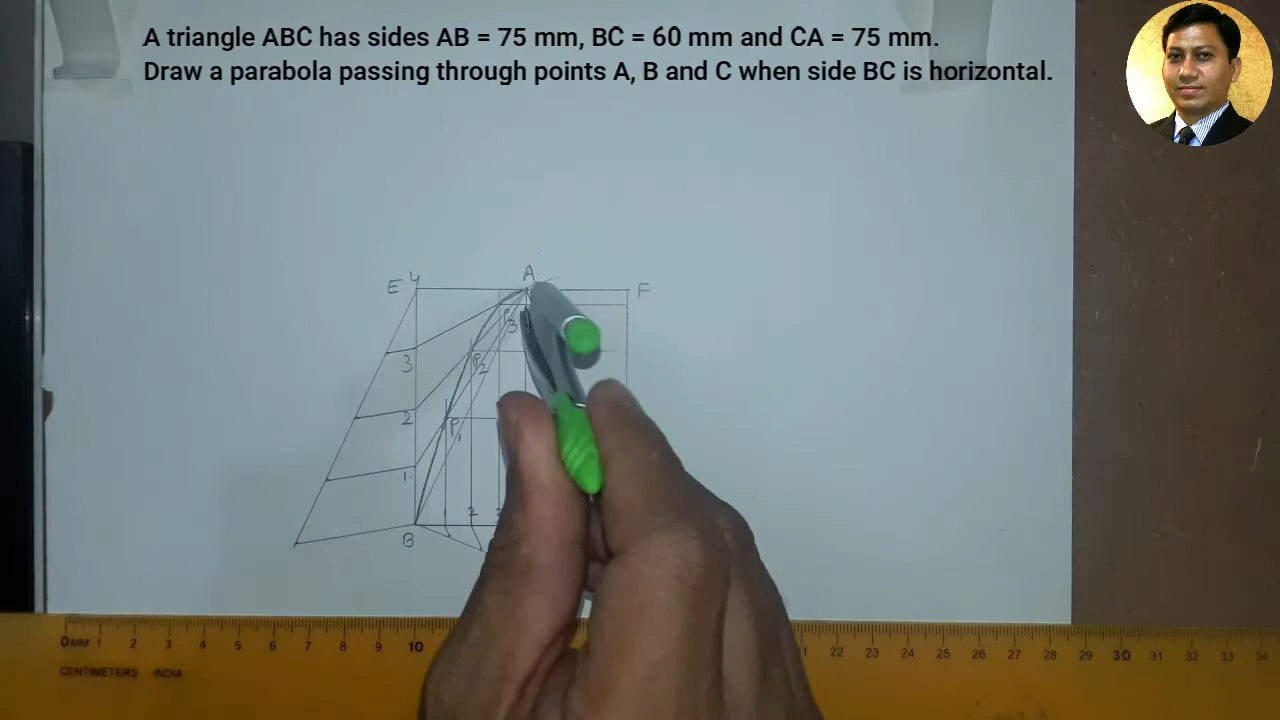 A triangle ABC has sides AB = 75 mm, BC = 60 mm and CA = 75 mm.
Draw a parabola passing through points A, B and C when side BC is horizontal.
E 4 A F
3 P3
P2
2
P1
1
1 2 3
B
0MM 1 2 3 4 5 6 7 8 9 10 22 23 24 25 26 27 28 29 30 31 32 33 34
CENTIMETERS INDIA